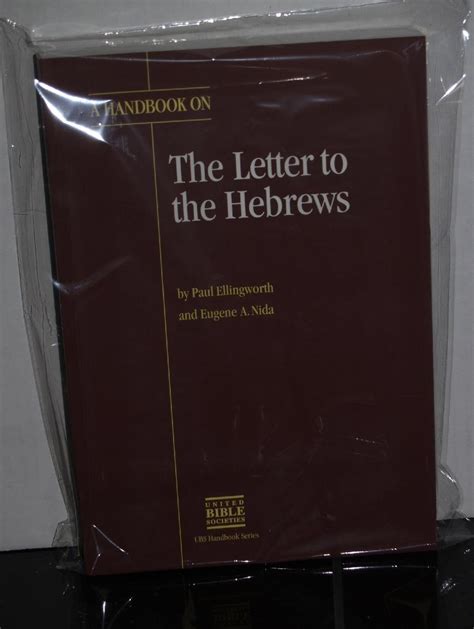 A HANDBOOK ON
The Letter to
the Hebrews
by Paul Ellingworth
and Eugene A. Nida
UNITED
BIBLE
SOCIETIES
UBS Handbook Series